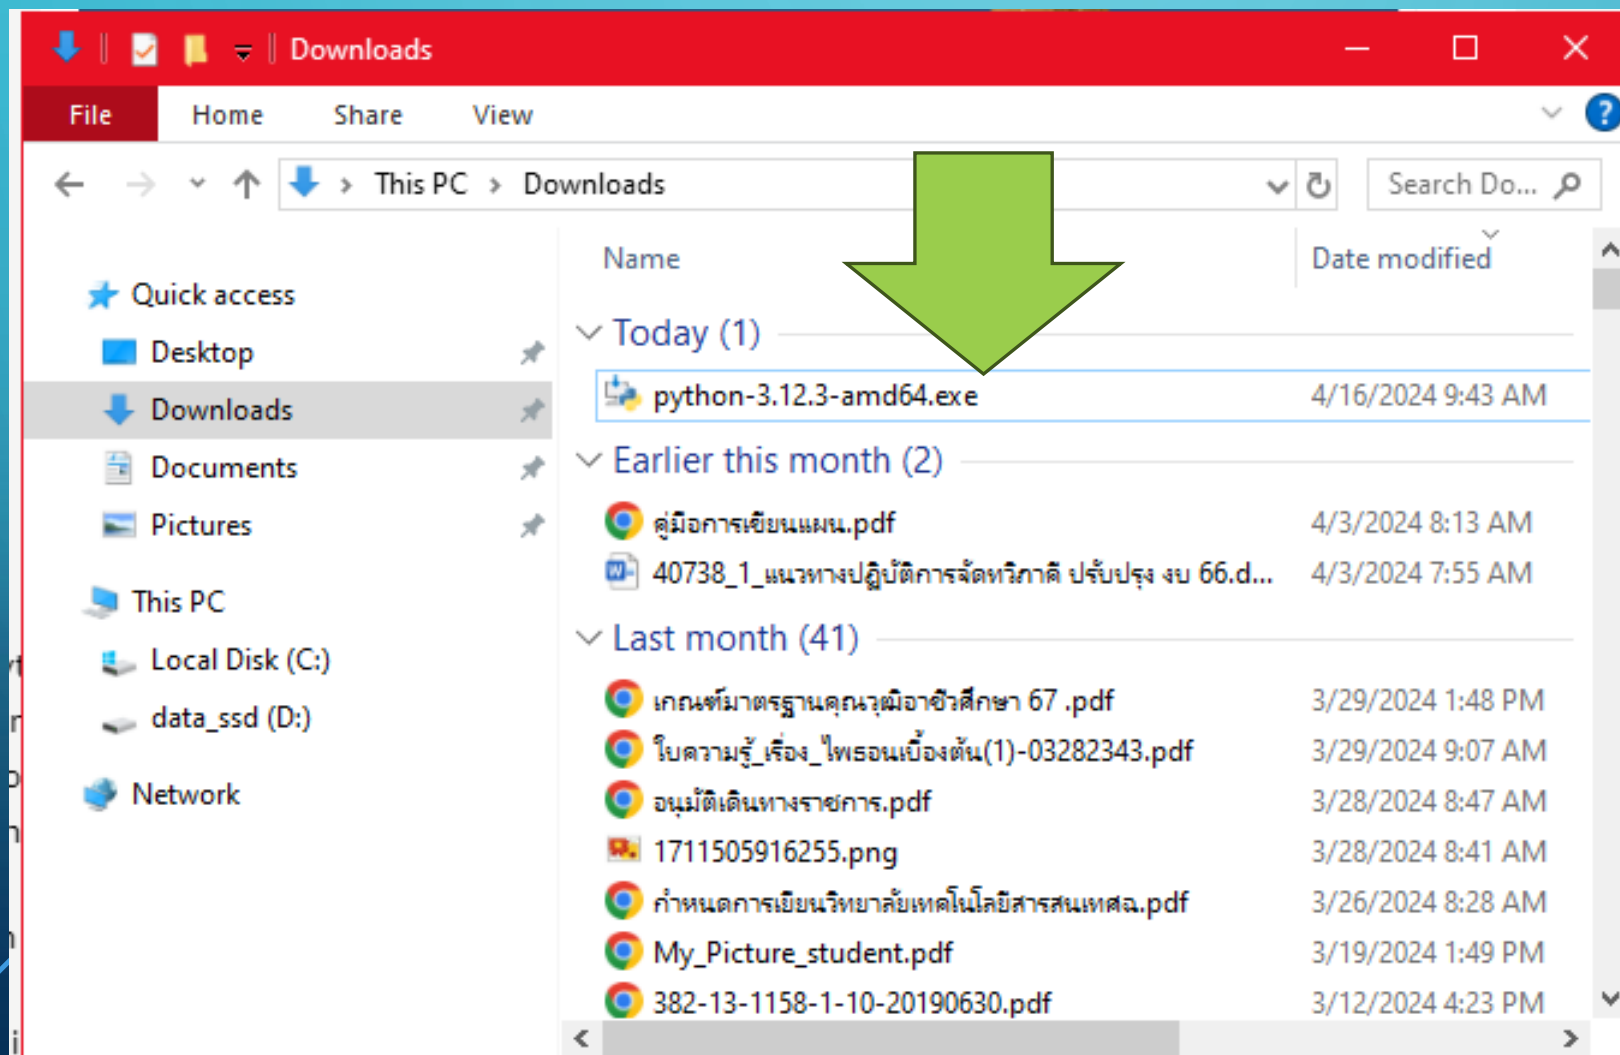 Downloads
File Home Share View
This PC > Downloads
Search Do...
Name Date modified
Quick access
Desktop
Downloads
Documents
Pictures
This PC
Local Disk (C:)
data_ssd (D:)
Network
Today (1)
python-3.12.3-amd64.exe 4/16/2024 9:43 AM
Earlier this month (2)
คู่มือการเขียนแผน.pdf 4/3/2024 8:13 AM
40738_1_แนวทางปฏิบัติการจัดทวิภาคี ปรับปรุง งบ 66.d... 4/3/2024 7:55 AM
Last month (41)
เกณฑ์มาตรฐานคุณวุฒิอาชีวศึกษา 67 .pdf 3/29/2024 1:48 PM
ใบความรู้_เรื่อง_ไพธอนเบื้องต้น(1)-03282343.pdf 3/29/2024 9:07 AM
อนุมัติเดินทางราชการ.pdf 3/28/2024 8:47 AM
1711505916255.png 3/28/2024 8:41 AM
กำหนดการเยียนวิทยาลัยเทคโนโลยีสารสนเทศฉ.pdf 3/26/2024 8:28 AM
My_Picture_student.pdf 3/19/2024 1:49 PM
382-13-1158-1-10-20190630.pdf 3/12/2024 4:23 PM